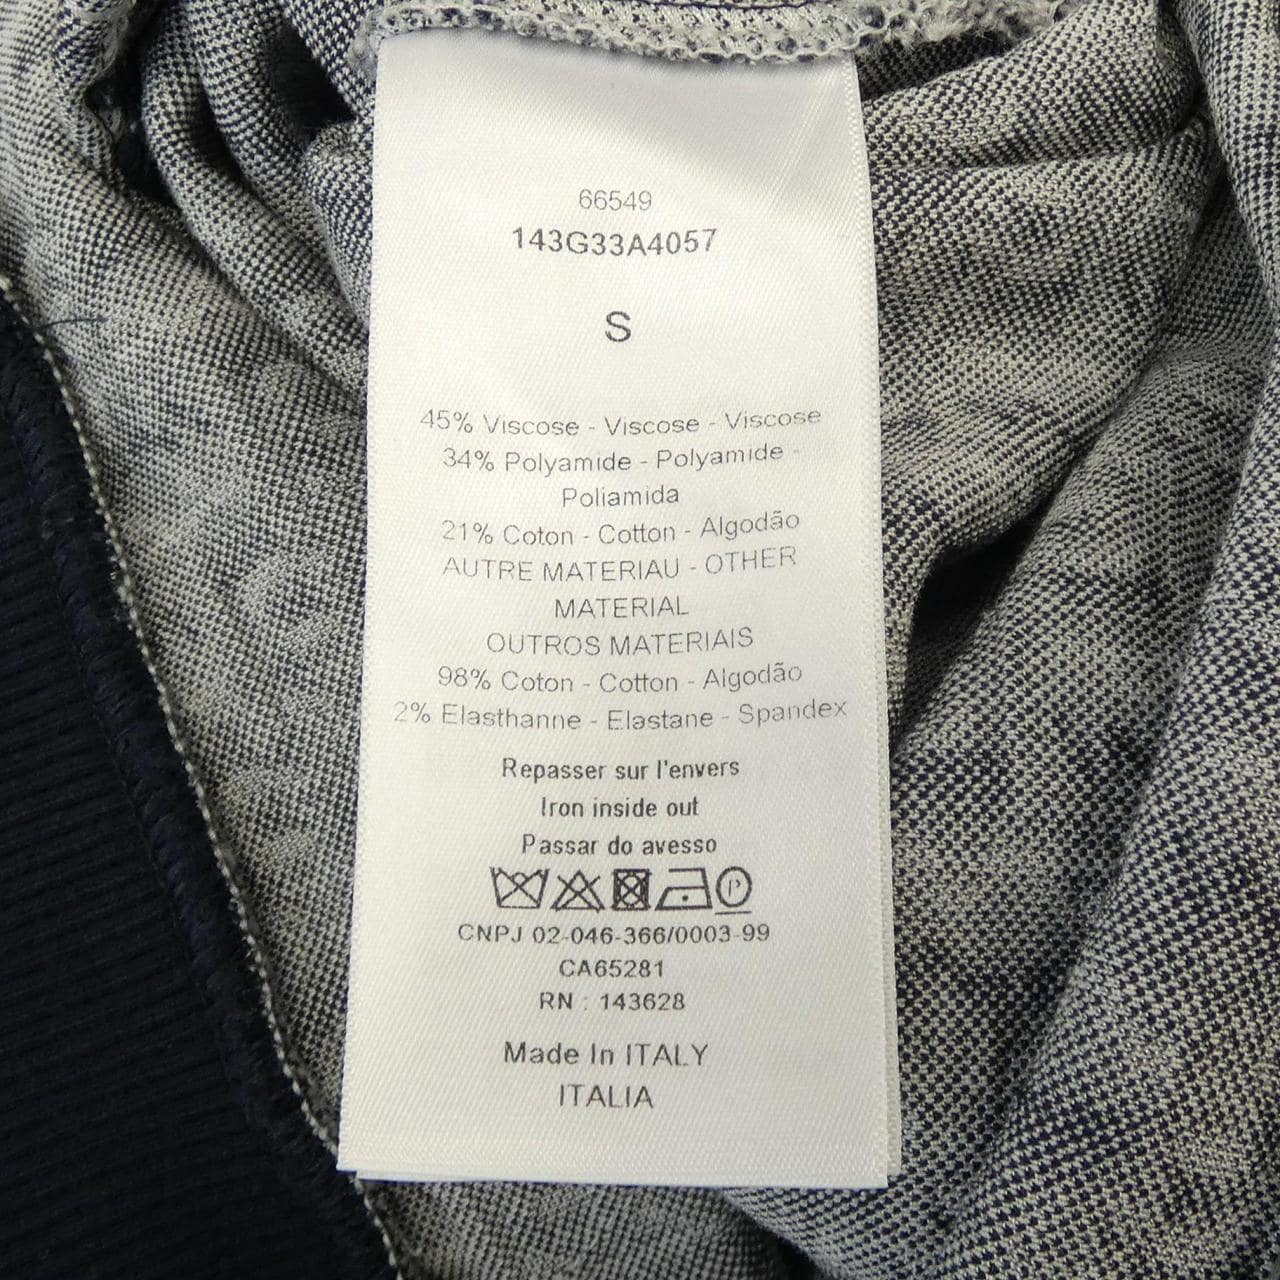 66549
143G33A4057
S
45% Viscose - Viscose - Viscose
34% Polyamide - Polyamide -
Poliamida
21% Coton - Cotton - Algodão
AUTRE MATERIAU - OTHER
MATERIAL
OUTROS MATERIAIS
98% Coton - Cotton - Algodão
2% Elasthanne - Elastane - Spandex
Repasser sur l'envers
Iron inside out
Passar do avesso
P
CNPJ 02-046-366/0003-99
CA65281
RN : 143628
Made In ITALY
ITALIA